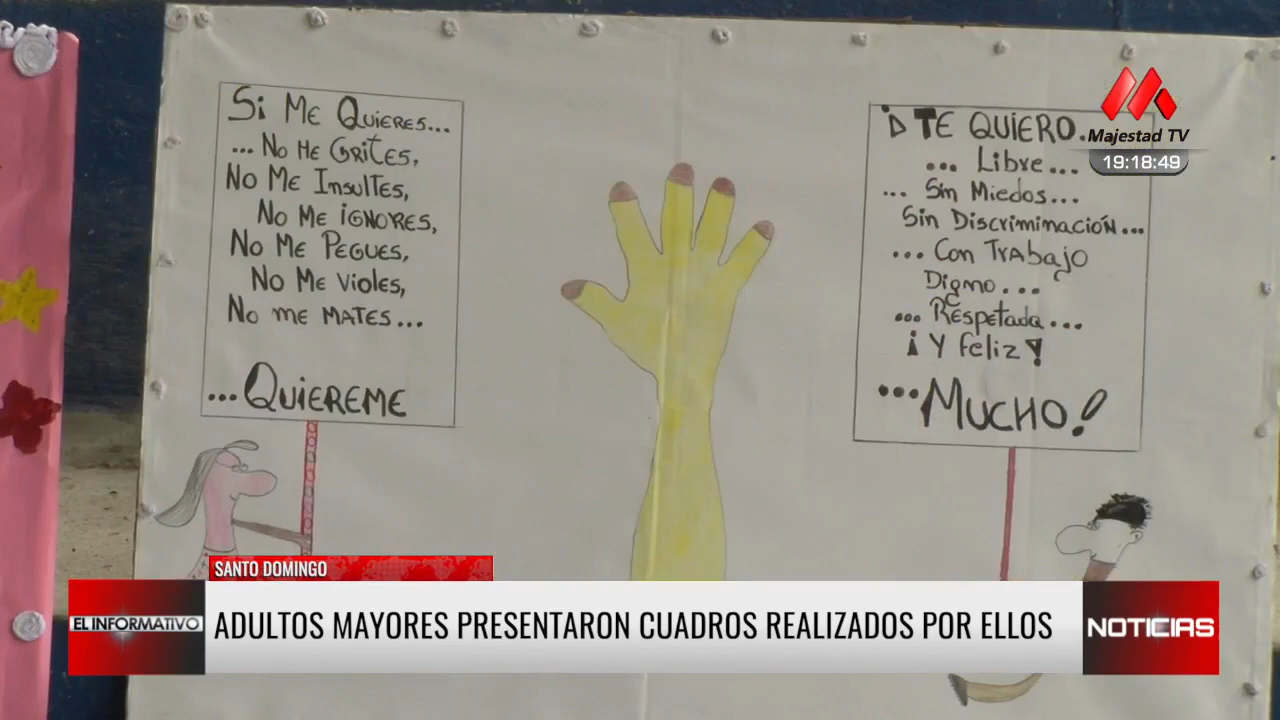 Si Me Quieres...
... No Me Grites,
No Me Insultes,
No Me ignores,
No Me Pegues,
No Me violes,
No me mates...
...Quiereme
¡TE QUIERO...
... Libre...
... Sin Miedos...
Sin Discriminación...
... Con Trabajo
Digno...
... Respetada...
¡Y feliz!
...Mucho!
Majestad TV
19:18:49
SANTO DOMINGO
EL INFORMATIVO
ADULTOS MAYORES PRESENTARON CUADROS REALIZADOS POR ELLOS
NOTICIAS